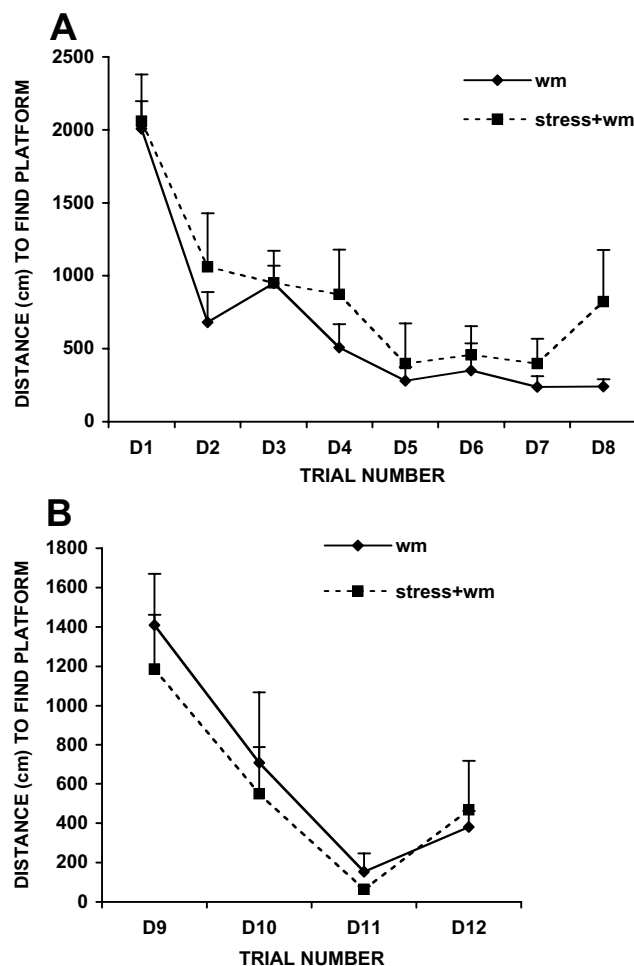 A
DISTANCE (cm) TO FIND PLATFORM
2500
2000
1500
1000
500
0
wm
stress+wm
D1 D2 D3 D4 D5 D6 D7 D8
TRIAL NUMBER
B
DISTANCE (cm) TO FIND PLATFORM
1800
1600
1400
1200
1000
800
600
400
200
0
wm
stress+wm
D9 D10 D11 D12
TRIAL NUMBER